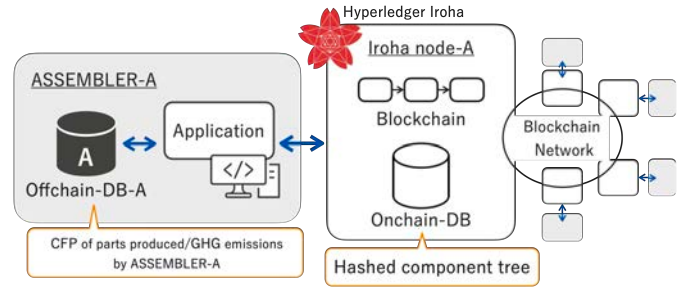 Hyperledger Iroha
ASSEMBLER-A
A
Offchain-DB-A
Application
</>
CFP of parts produced/GHG emissions
by ASSEMBLER-A
Iroha node-A
Blockchain
Onchain-DB
Hashed component tree
Blockchain
Network